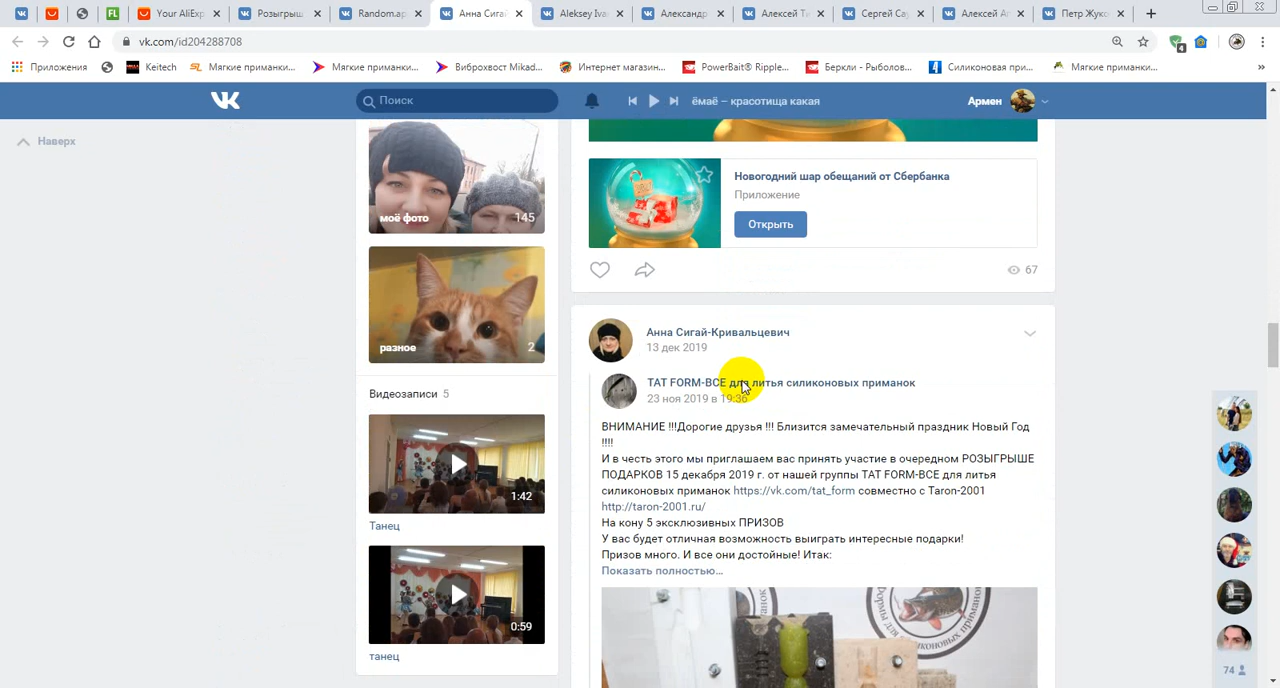 Your AliExp
Розыгрыш
Random.ap
Анна Сига
Aleksey Iva
Александр
Алексей Ти
Сергей Са
Алексей Ал
Петр Жуко
vk.com/id204288708
4
Приложения
Keitech
Мягкие приманки...
Мягкие приманки...
Виброхвост Mikad...
Интернет магазин...
PowerBait® Ripple...
Беркли - Рыболов...
Силиконовая при...
Мягкие приманки...
»
Поиск
ёмаё – красотища какая
Армен
Наверх
моё фото 145
разное 2
Видеозаписи 5
1:42
Танец
0:59
танец
Новогодний шар обещаний от Сбербанка
Приложение
Открыть
67
Анна Сигай-Кривальцевич
13 дек 2019
TAT FORM-ВСЕ для литья силиконовых приманок
23 ноя 2019 в 19:36
ВНИМАНИЕ !!!Дорогие друзья !!! Близится замечательный праздник Новый Год
!!!!
И в честь этого мы приглашаем вас принять участие в очередном РОЗЫГРЫШЕ
ПОДАРКОВ 15 декабря 2019 г. от нашей группы TAT FORM-ВСЕ для литья
силиконовых приманок https://vk.com/tat_form совместно с Taron-2001
http://taron-2001.ru/
На кону 5 эксклюзивных ПРИЗОВ
У вас будет отличная возможность выиграть интересные подарки!
Призов много. И все они достойные! Итак:
Показать полностью...
74